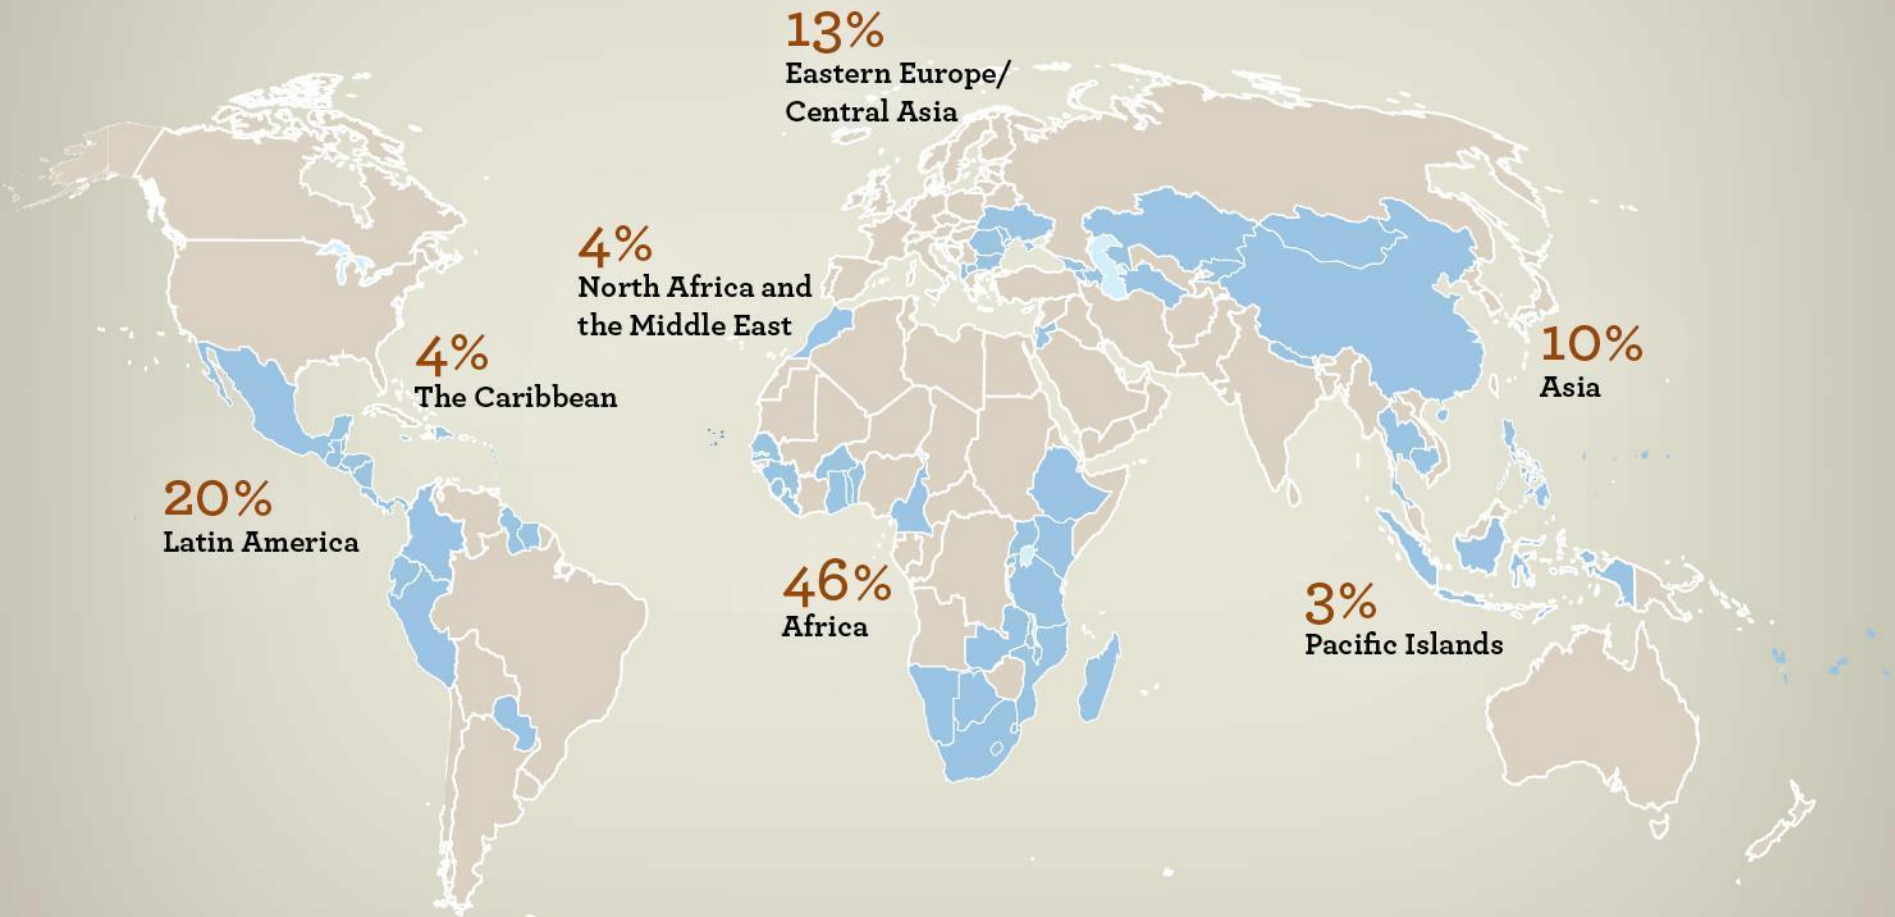 13%
Eastern Europe/
Central Asia
4%
North Africa and
the Middle East
4%
The Caribbean
10%
Asia
20%
Latin America
46%
Africa
3%
Pacific Islands